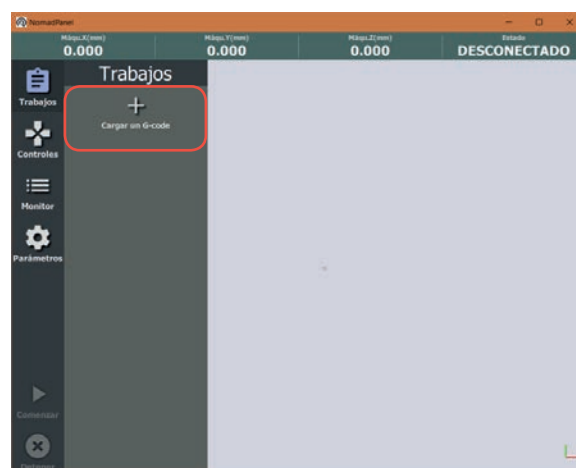 NomadPanel
Máqu.X(mm) Máqu.Y(mm) Máqu.Z(mm) Estado
0.000 0.000 0.000 DESCONECTADO
Trabajos
Cargar un G-code
Trabajos
Controles
Monitor
Parámetros
Comenzar
Detener